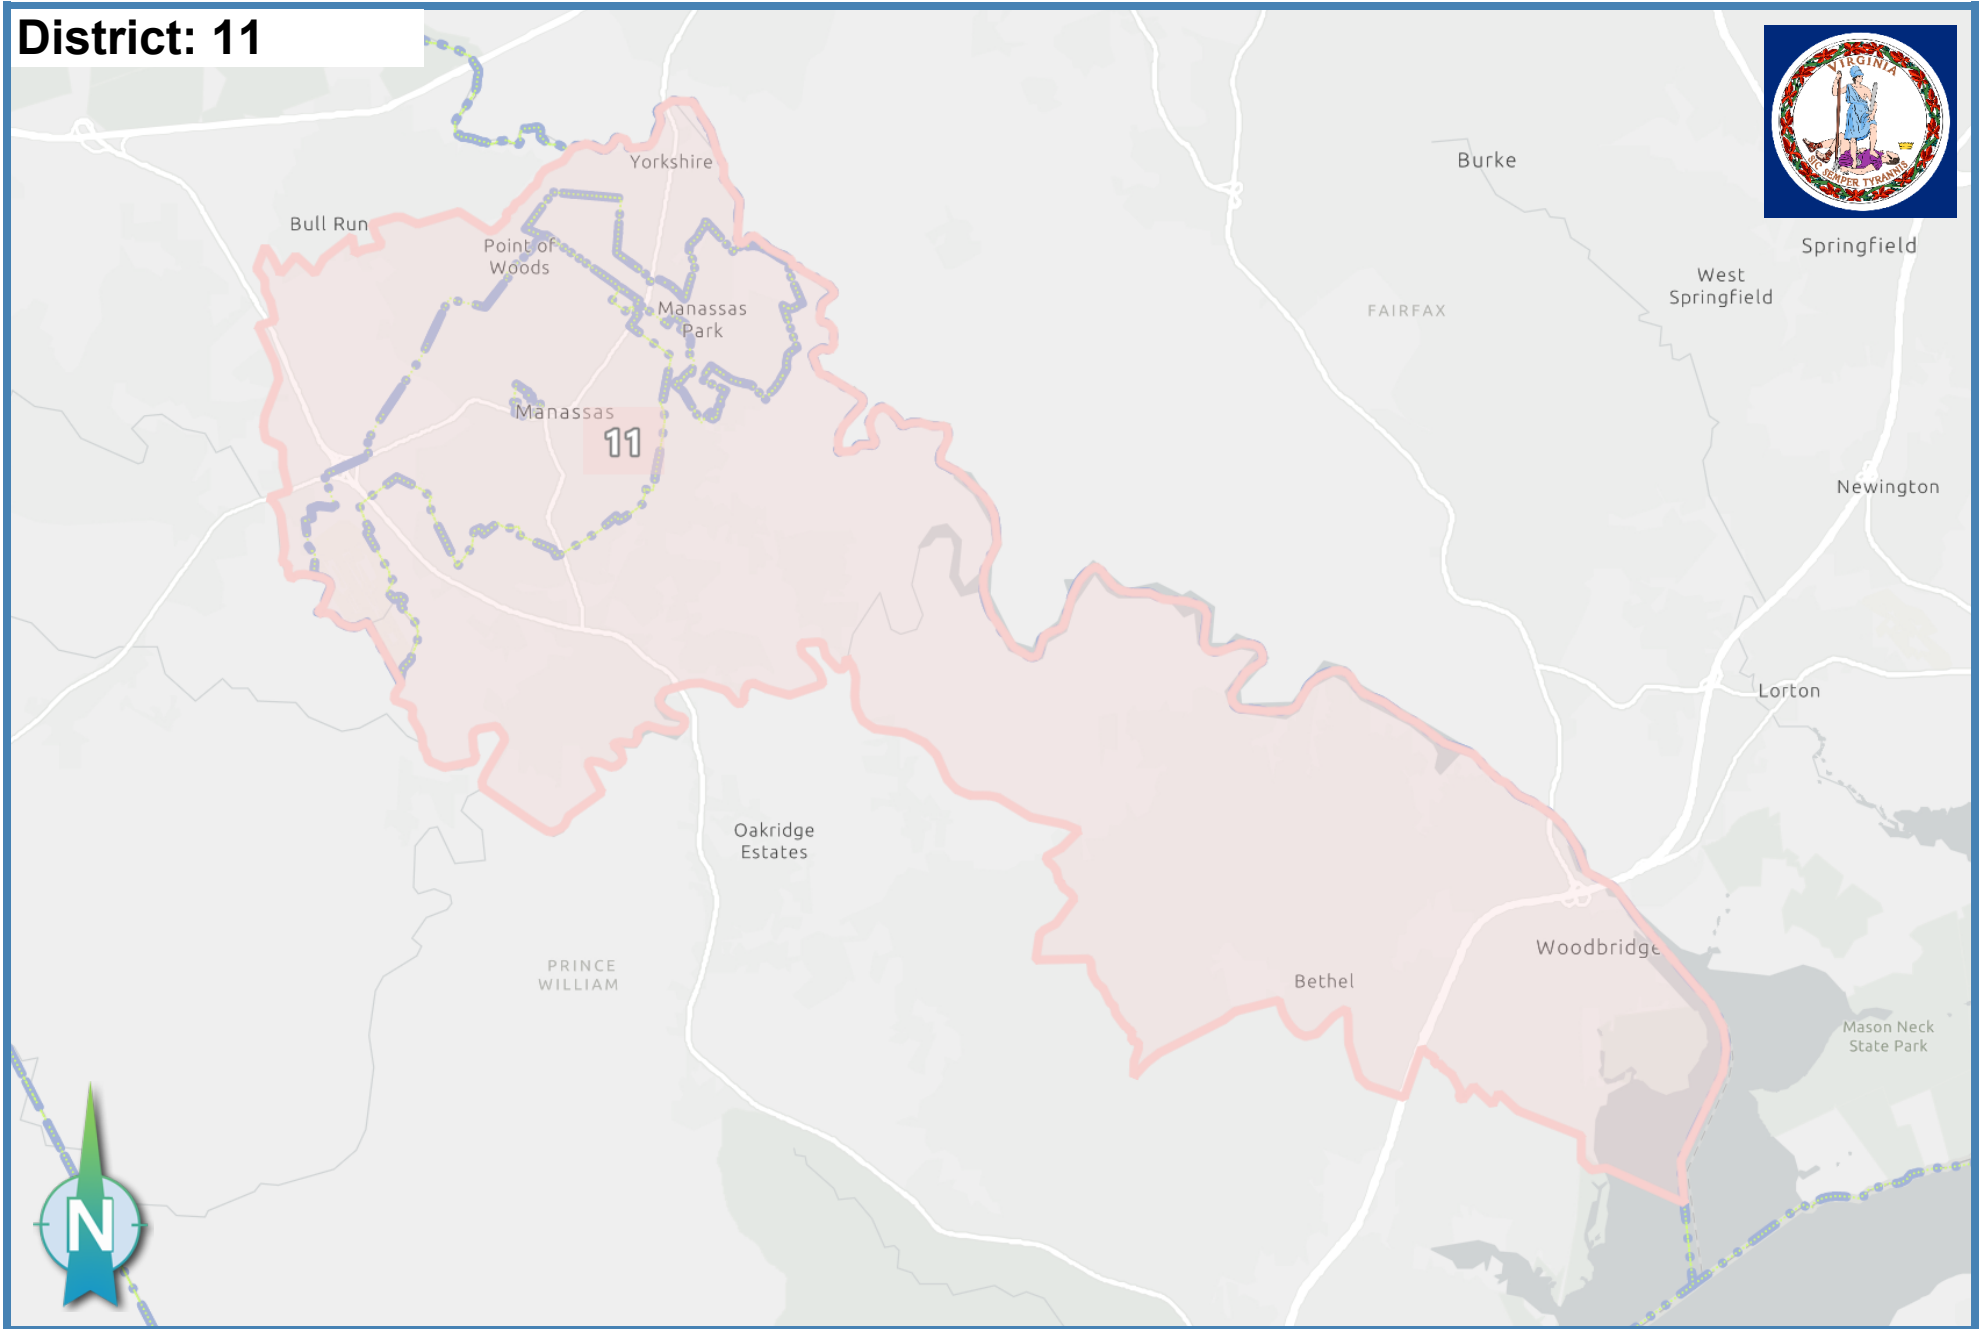 District: 11
VIRGINIA
SIC SEMPER TYRANNIS
Yorkshire
Burke
Bull Run
Point of
Woods
Springfield
West
Springfield
Manassas
Park
FAIRFAX
Manassas
11
Newington
Lorton
Oakridge
Estates
PRINCE
WILLIAM
Woodbridge
Bethel
Mason Neck
State Park
N